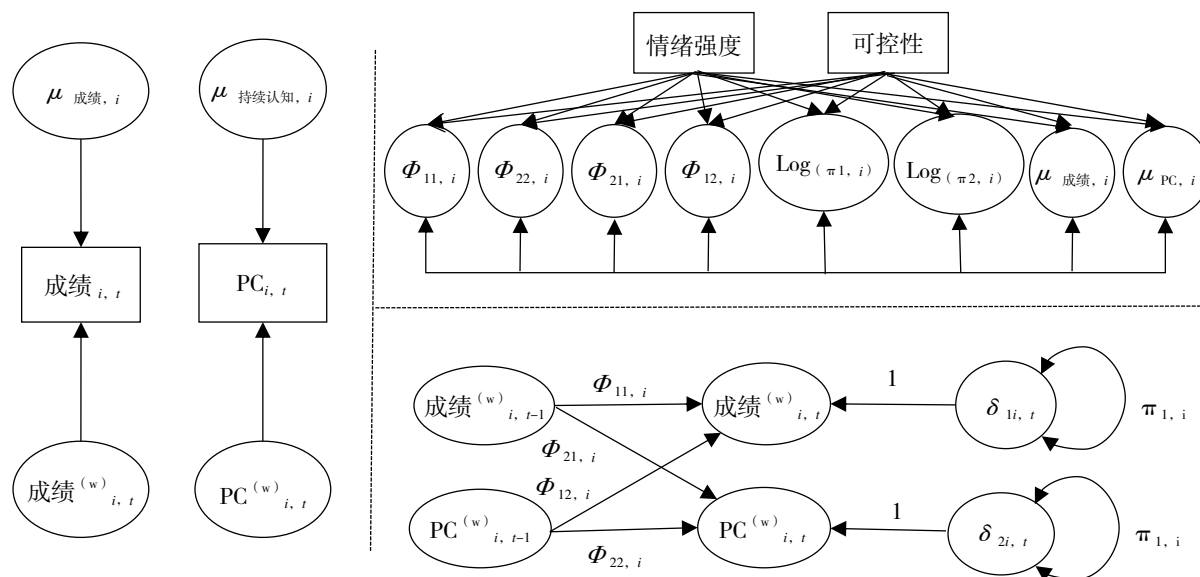 μ 成绩, i
μ 持续认知, i
成绩 i, t
PC i, t
成绩 (w) i, t
PC (w) i, t
情绪强度
可控性
Φ11, i
Φ22, i
Φ21, i
Φ12, i
Log(π1, i)
Log(π2, i)
μ 成绩, i
μ PC, i
成绩 (w) i, t-1
Φ11, i
成绩 (w) i, t
1
δ1i, t
π1, i
Φ21, i
Φ12, i
PC (w) i, t-1
Φ22, i
PC (w) i, t
1
δ2i, t
π1, i